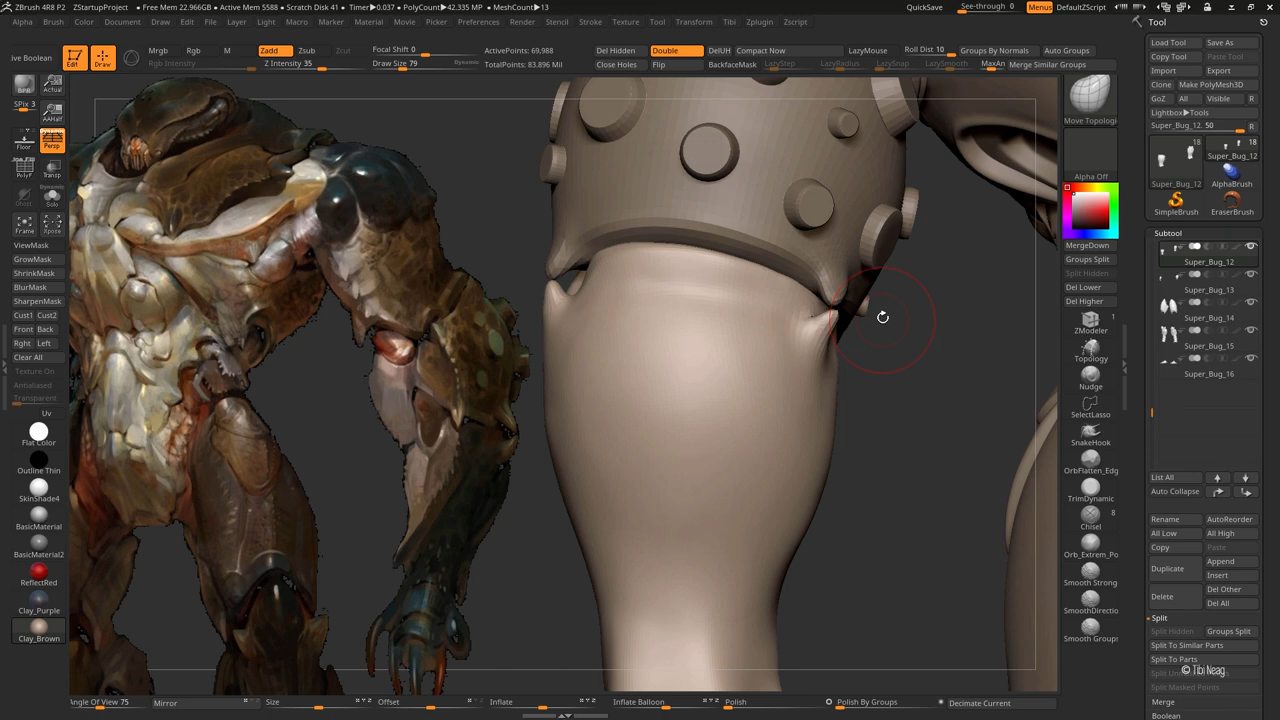 ZBrush 4R8 P2 ZStartupProject • Free Mem 22.966GB • Active Mem 5588 • Scratch Disk 41 • Timer▶0.037 • PolyCount▶42.335 MP • MeshCount▶13 QuickSave See-through 0 Menus DefaultZScript
Alpha Brush Color Document Draw Edit File Layer Light Macro Marker Material Movie Picker Preferences Render Stencil Stroke Texture Tool Transform Tibi Zplugin Zscript
Tool
ive Boolean Edit Draw Mrgb Rgb M Zadd Zsub Zcut Focal Shift 0 ActivePoints: 69,988 Del Hidden Double DelUH Compact Now LazyMouse Roll Dist 10 Groups By Normals Auto Groups
Rgb Intensity Z Intensity 35 Draw Size 79 Dynamic TotalPoints: 83.896 Mil Close Holes Flip BackfaceMask LazyStep LazyRadius LazySnap LazySmooth MaxAn Merge Similar Groups
BPR Actual
SPix 3 AAHalf
Dynamic
Floor Persp
PolyF Transp
Dynamic
Ghost Solo
Frame Xpose
ViewMask
GrowMask
ShrinkMask
BlurMask
SharpenMask
Cust1 Cust2
Front Back
Rght Left
Clear All
Texture On
Antialiased
Transparent
Uv
Flat Color
Outline Thin
SkinShade4
BasicMaterial
BasicMaterial2
ReflectRed
Clay_Purple
Clay_Brown
Move Topologi
Alpha Off
MergeDown
Groups Split
Split Hidden
Del Lower
Del Higher
1
ZModeler
Topology
Nudge
SelectLasso
SnakeHook
OrbFlatten_Edg
TrimDynamic
8
Chisel
Orb_Extrem_Po
Smooth Strong
SmoothDirectio
Smooth Groups
Load Tool Save As
Copy Tool Paste Tool
Import Export
Clone Make PolyMesh3D
GoZ All Visible R
Lightbox▶Tools
Super_Bug_12. 50 R
18 18
Super_Bug_12
Super_Bug_12 AlphaBrush
SimpleBrush EraserBrush
Subtool
Super_Bug_12
Super_Bug_13
Super_Bug_14
Super_Bug_15
Super_Bug_16
List All
Auto Collapse
Rename AutoReorder
All Low All High
Copy Paste
Duplicate Append
Insert
Delete Del Other
Del All
Split
Split Hidden Groups Split
Split To Similar Parts
Split To Parts
© Tibi Neag
Split Masked Points
Merge
Boolean
Angle Of View 75 Mirror Size Offset Inflate Inflate Balloon Polish Polish By Groups Decimate Current